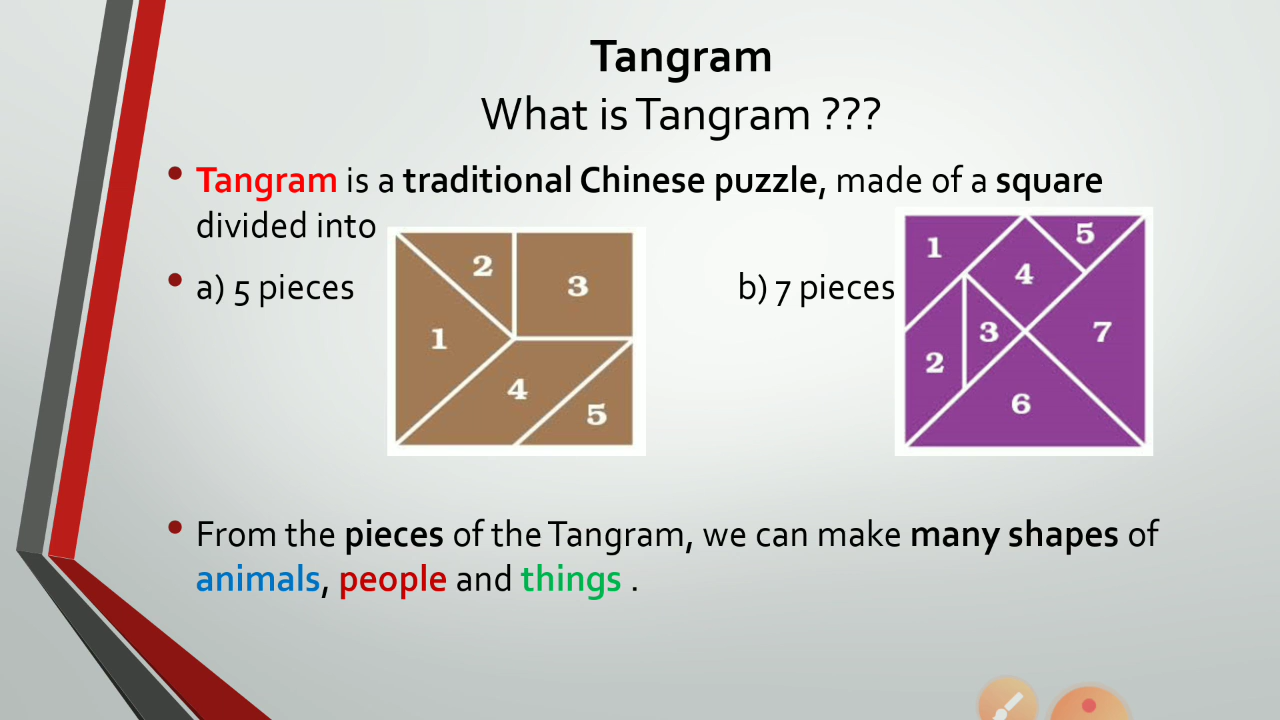 Tangram
What is Tangram ???
• Tangram is a traditional Chinese puzzle, made of a square
divided into
• a) 5 pieces
2
3
1
4
5
b) 7 pieces
1
5
4
3
7
2
6
• From the pieces of the Tangram, we can make many shapes of
animals, people and things .